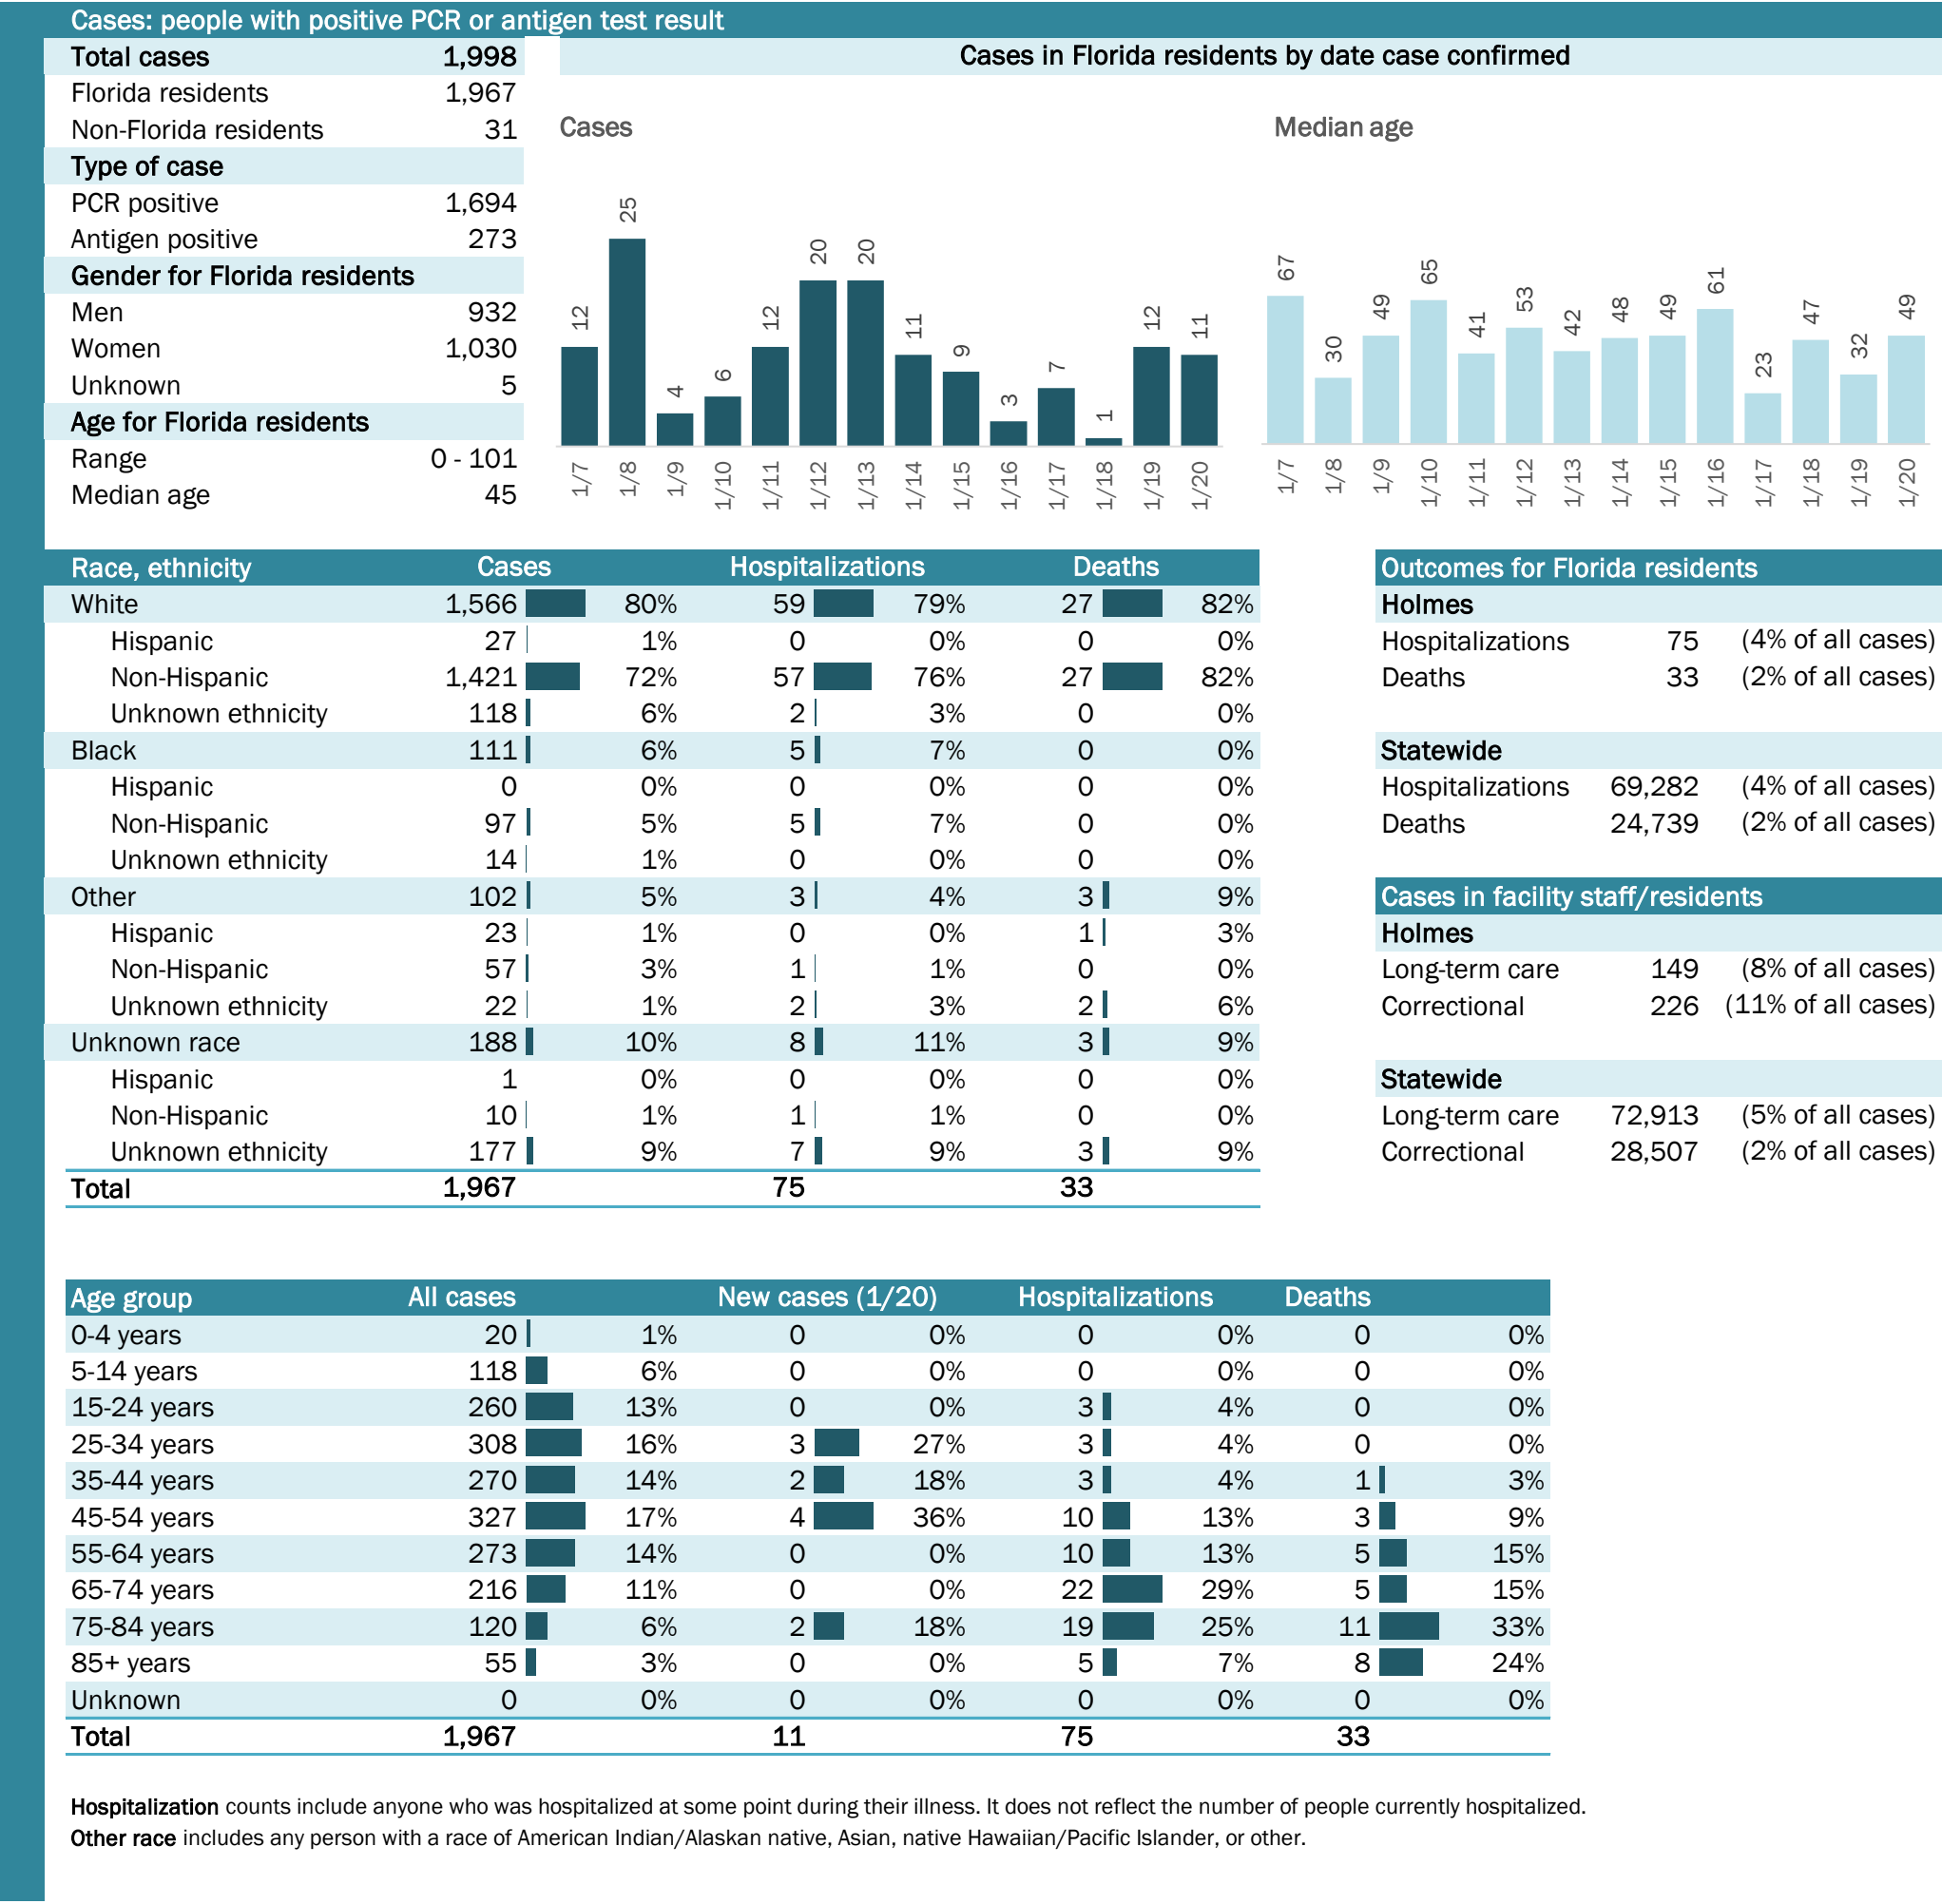 Cases: people with positive PCR or antigen test result
Total cases 1,998
Florida residents 1,967
Non-Florida residents 31
Type of case
PCR positive 1,694
Antigen positive 273
Gender for Florida residents
Men 932
Women 1,030
Unknown 5
Age for Florida residents
Range 0 - 101
Median age 45
Cases in Florida residents by date case confirmed
Cases
12 25 4 6 12 20 20 11 9 3 7 1 12 11
1/7 1/8 1/9 1/10 1/11 1/12 1/13 1/14 1/15 1/16 1/17 1/18 1/19 1/20
Median age
67 30 49 65 41 53 42 48 49 61 23 47 32 49
1/7 1/8 1/9 1/10 1/11 1/12 1/13 1/14 1/15 1/16 1/17 1/18 1/19 1/20
Race, ethnicity Cases Hospitalizations Deaths
White 1,566 80% 59 79% 27 82%
Hispanic 27 1% 0 0% 0 0%
Non-Hispanic 1,421 72% 57 76% 27 82%
Unknown ethnicity 118 6% 2 3% 0 0%
Black 111 6% 5 7% 0 0%
Hispanic 0 0% 0 0% 0 0%
Non-Hispanic 97 5% 5 7% 0 0%
Unknown ethnicity 14 1% 0 0% 0 0%
Other 102 5% 3 4% 3 9%
Hispanic 23 1% 0 0% 1 3%
Non-Hispanic 57 3% 1 1% 0 0%
Unknown ethnicity 22 1% 2 3% 2 6%
Unknown race 188 10% 8 11% 3 9%
Hispanic 1 0% 0 0% 0 0%
Non-Hispanic 10 1% 1 1% 0 0%
Unknown ethnicity 177 9% 7 9% 3 9%
Total 1,967 75 33
Outcomes for Florida residents
Holmes
Hospitalizations 75 (4% of all cases)
Deaths 33 (2% of all cases)
Statewide
Hospitalizations 69,282 (4% of all cases)
Deaths 24,739 (2% of all cases)
Cases in facility staff/residents
Holmes
Long-term care 149 (8% of all cases)
Correctional 226 (11% of all cases)
Statewide
Long-term care 72,913 (5% of all cases)
Correctional 28,507 (2% of all cases)
Age group All cases New cases (1/20) Hospitalizations Deaths
0-4 years 20 1% 0 0% 0 0% 0 0%
5-14 years 118 6% 0 0% 0 0% 0 0%
15-24 years 260 13% 0 0% 3 4% 0 0%
25-34 years 308 16% 3 27% 3 4% 0 0%
35-44 years 270 14% 2 18% 3 4% 1 3%
45-54 years 327 17% 4 36% 10 13% 3 9%
55-64 years 273 14% 0 0% 10 13% 5 15%
65-74 years 216 11% 0 0% 22 29% 5 15%
75-84 years 120 6% 2 18% 19 25% 11 33%
85+ years 55 3% 0 0% 5 7% 8 24%
Unknown 0 0% 0 0% 0 0% 0 0%
Total 1,967 11 75 33
Hospitalization counts include anyone who was hospitalized at some point during their illness. It does not reflect the number of people currently hospitalized.
Other race includes any person with a race of American Indian/Alaskan native, Asian, native Hawaiian/Pacific Islander, or other.